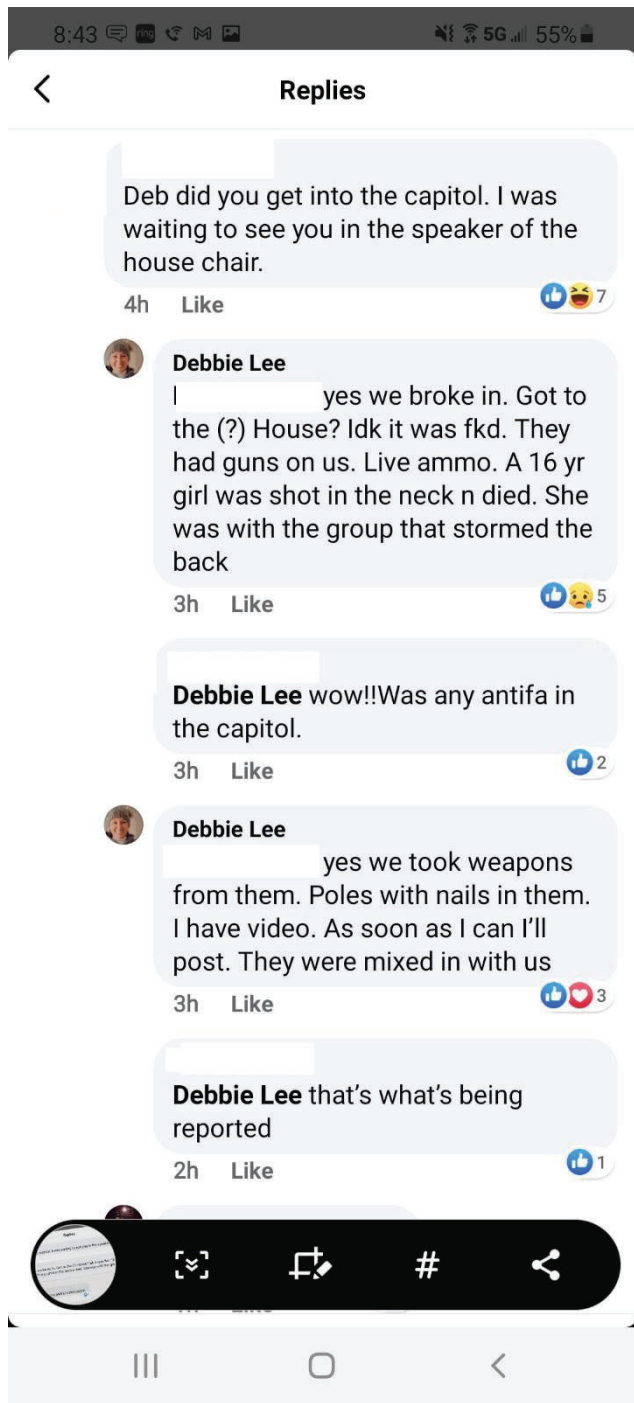 8:43 ring M 5G 55%
Replies
Deb did you get into the capitol. I was
waiting to see you in the speaker of the
house chair.
4h Like 7
Debbie Lee
yes we broke in. Got to
the (?) House? Idk it was fkd. They
had guns on us. Live ammo. A 16 yr
girl was shot in the neck n died. She
was with the group that stormed the
back
3h Like 5
Debbie Lee wow!!Was any antifa in
the capitol.
3h Like 2
Debbie Lee
yes we took weapons
from them. Poles with nails in them.
I have video. As soon as I can I'll
post. They were mixed in with us
3h Like 3
Debbie Lee that's what's being
reported
2h Like 1
#